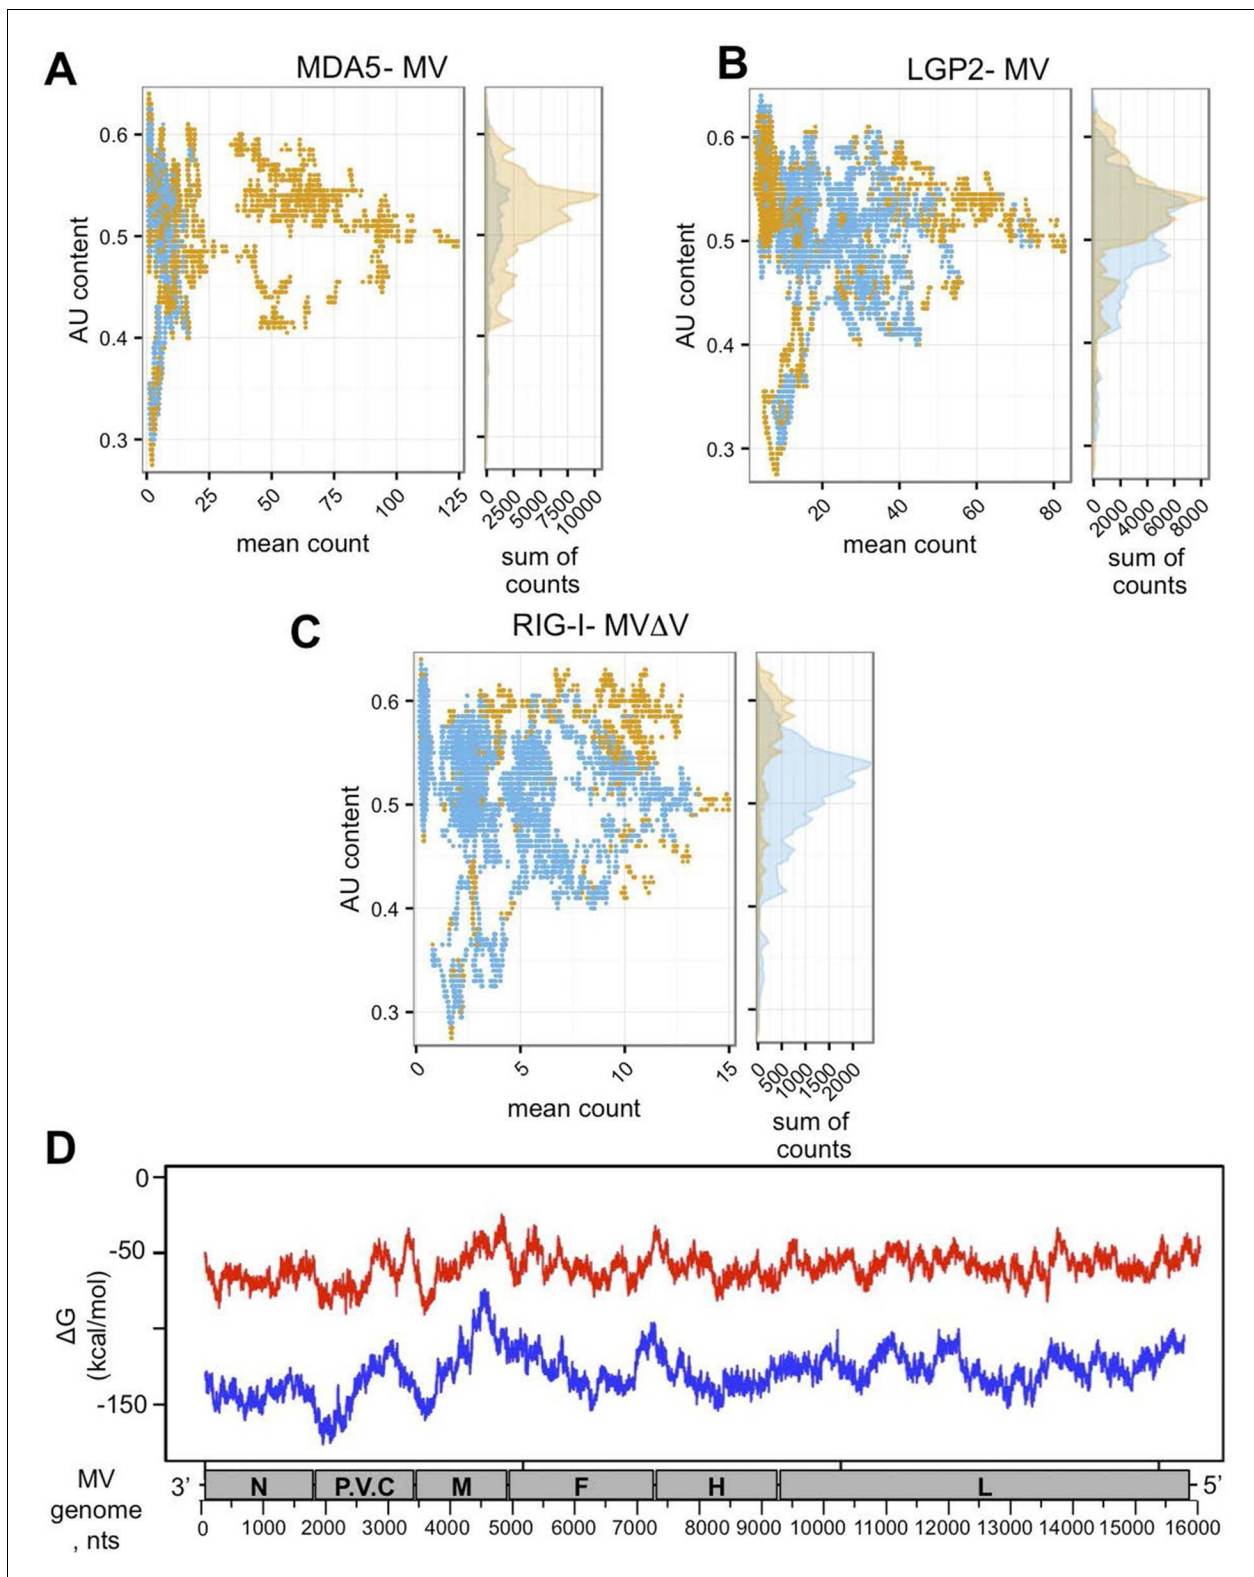 A
MDA5- MV
AU content
0.6
0.5
0.4
0.3
0
25
50
75
100
125
mean count
0
2500
5000
7500
10000
sum of
counts
B
LGP2- MV
AU content
0.6
0.5
0.4
0.3
20
40
60
80
mean count
0
2000
4000
6000
8000
sum of
counts
C
RIG-I- MVΔV
AU content
0.6
0.5
0.4
0.3
0
5
10
15
mean count
0
500
1000
1500
2000
sum of
counts
D
ΔG
(kcal/mol)
0
-50
-150
MV
genome
, nts
3’ N P.V.C M F H L 5’
0 1000 2000 3000 4000 5000 6000 7000 8000 9000 10000 11000 12000 13000 14000 15000 16000